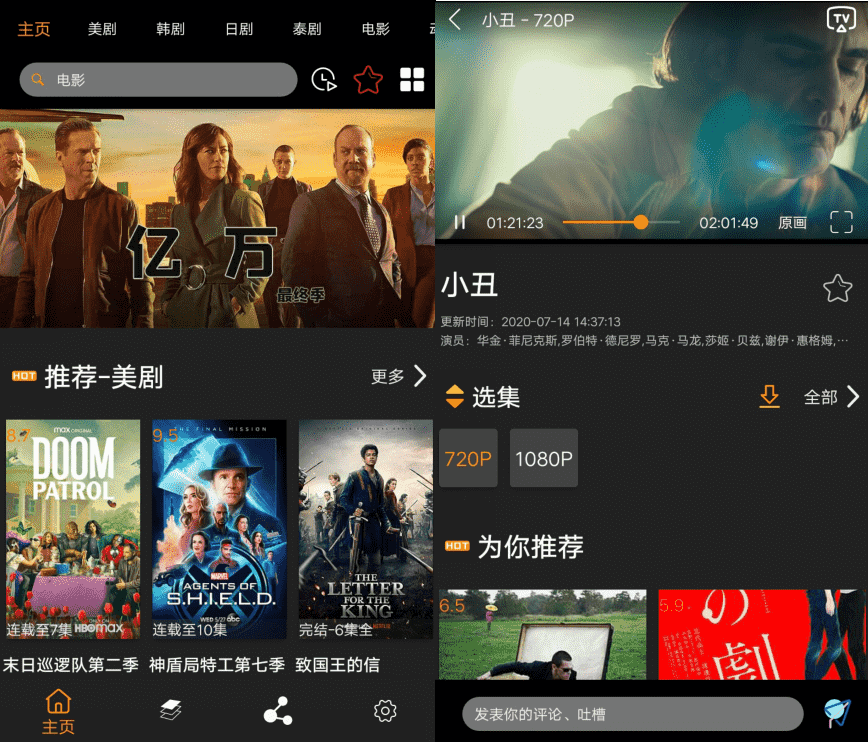 主页 美剧 韩剧 日剧 泰剧 电影
电影
亿万
最终季
HOT 推荐-美剧 更多
8.7
max ORIGINAL
DOOM
PATROL
连载至7集
HBOmax
9.5
THE FINAL MISSION
MARVEL
AGENTS OF
S.H.I.E.L.D.
WED 5/27 abc
连载至10集
THE
LETTER
FOR THE
KING
完结-6集全
末日巡逻队第二季 神盾局特工第七季 致国王的信
主页
小丑 - 720P
TV
01:21:23 02:01:49 原画
小丑
更新时间：2020-07-14 14:37:13
演员：华金·菲尼克斯,罗伯特·德尼罗,马克·马龙,莎姬·贝兹,谢伊·惠格姆,…
选集 全部
720P 1080P
HOT 为你推荐
6.5
5.9
の
劇
发表你的评论、吐槽